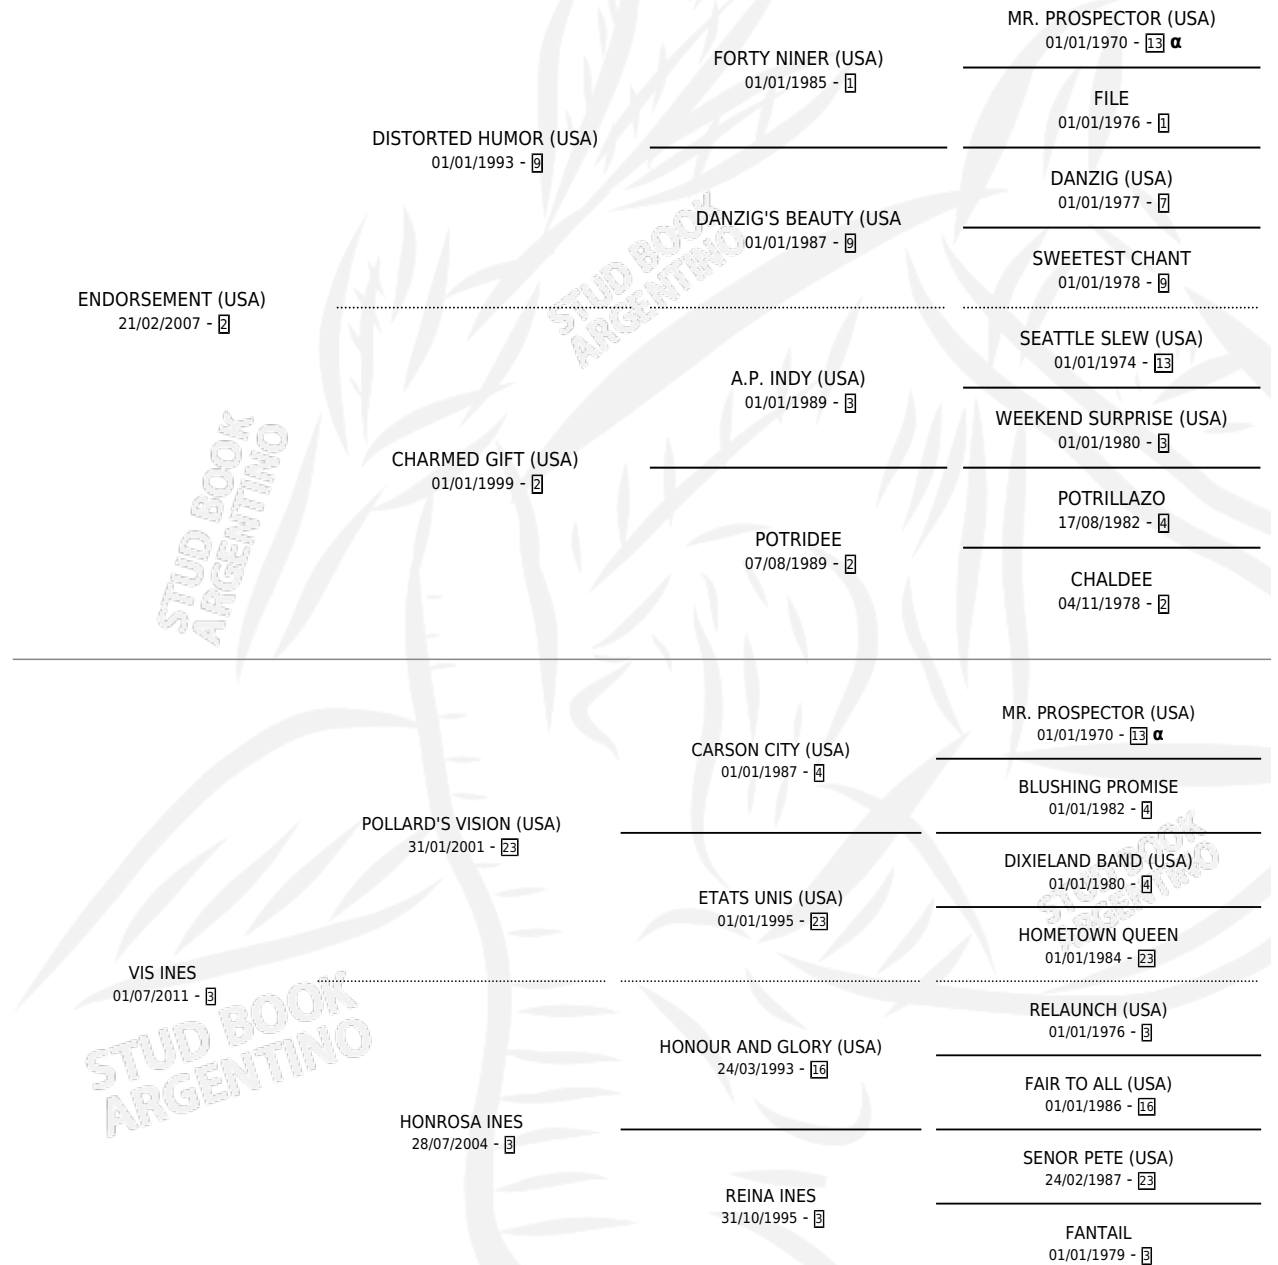 MR. PROSPECTOR (USA)
01/01/1970 - 13 α
FORTY NINER (USA)
01/01/1985 - 1
FILE
01/01/1976 - 1
DISTORTED HUMOR (USA)
01/01/1993 - 9
DANZIG (USA)
01/01/1977 - 7
DANZIG'S BEAUTY (USA
01/01/1987 - 9
SWEETEST CHANT
01/01/1978 - 9
ENDORSEMENT (USA)
21/02/2007 - 2
SEATTLE SLEW (USA)
01/01/1974 - 13
A.P. INDY (USA)
01/01/1989 - 3
WEEKEND SURPRISE (USA)
01/01/1980 - 3
CHARMED GIFT (USA)
01/01/1999 - 2
POTRILLAZO
17/08/1982 - 4
POTRIDEE
07/08/1989 - 2
CHALDEE
04/11/1978 - 2
MR. PROSPECTOR (USA)
01/01/1970 - 13 α
CARSON CITY (USA)
01/01/1987 - 4
BLUSHING PROMISE
01/01/1982 - 4
POLLARD'S VISION (USA)
31/01/2001 - 23
DIXIELAND BAND (USA)
01/01/1980 - 4
ETATS UNIS (USA)
01/01/1995 - 23
HOMETOWN QUEEN
01/01/1984 - 23
VIS INES
01/07/2011 - 3
RELAUNCH (USA)
01/01/1976 - 3
HONOUR AND GLORY (USA)
24/03/1993 - 16
FAIR TO ALL (USA)
01/01/1986 - 16
HONROSA INES
28/07/2004 - 3
SENOR PETE (USA)
24/02/1987 - 23
REINA INES
31/10/1995 - 3
FANTAIL
01/01/1979 - 3
STUD BOOK
ARGENTINO
STUD BOOK
ARGENTINO
STUD BOOK
ARGENTINO
STUD BOOK
ARGENTINO